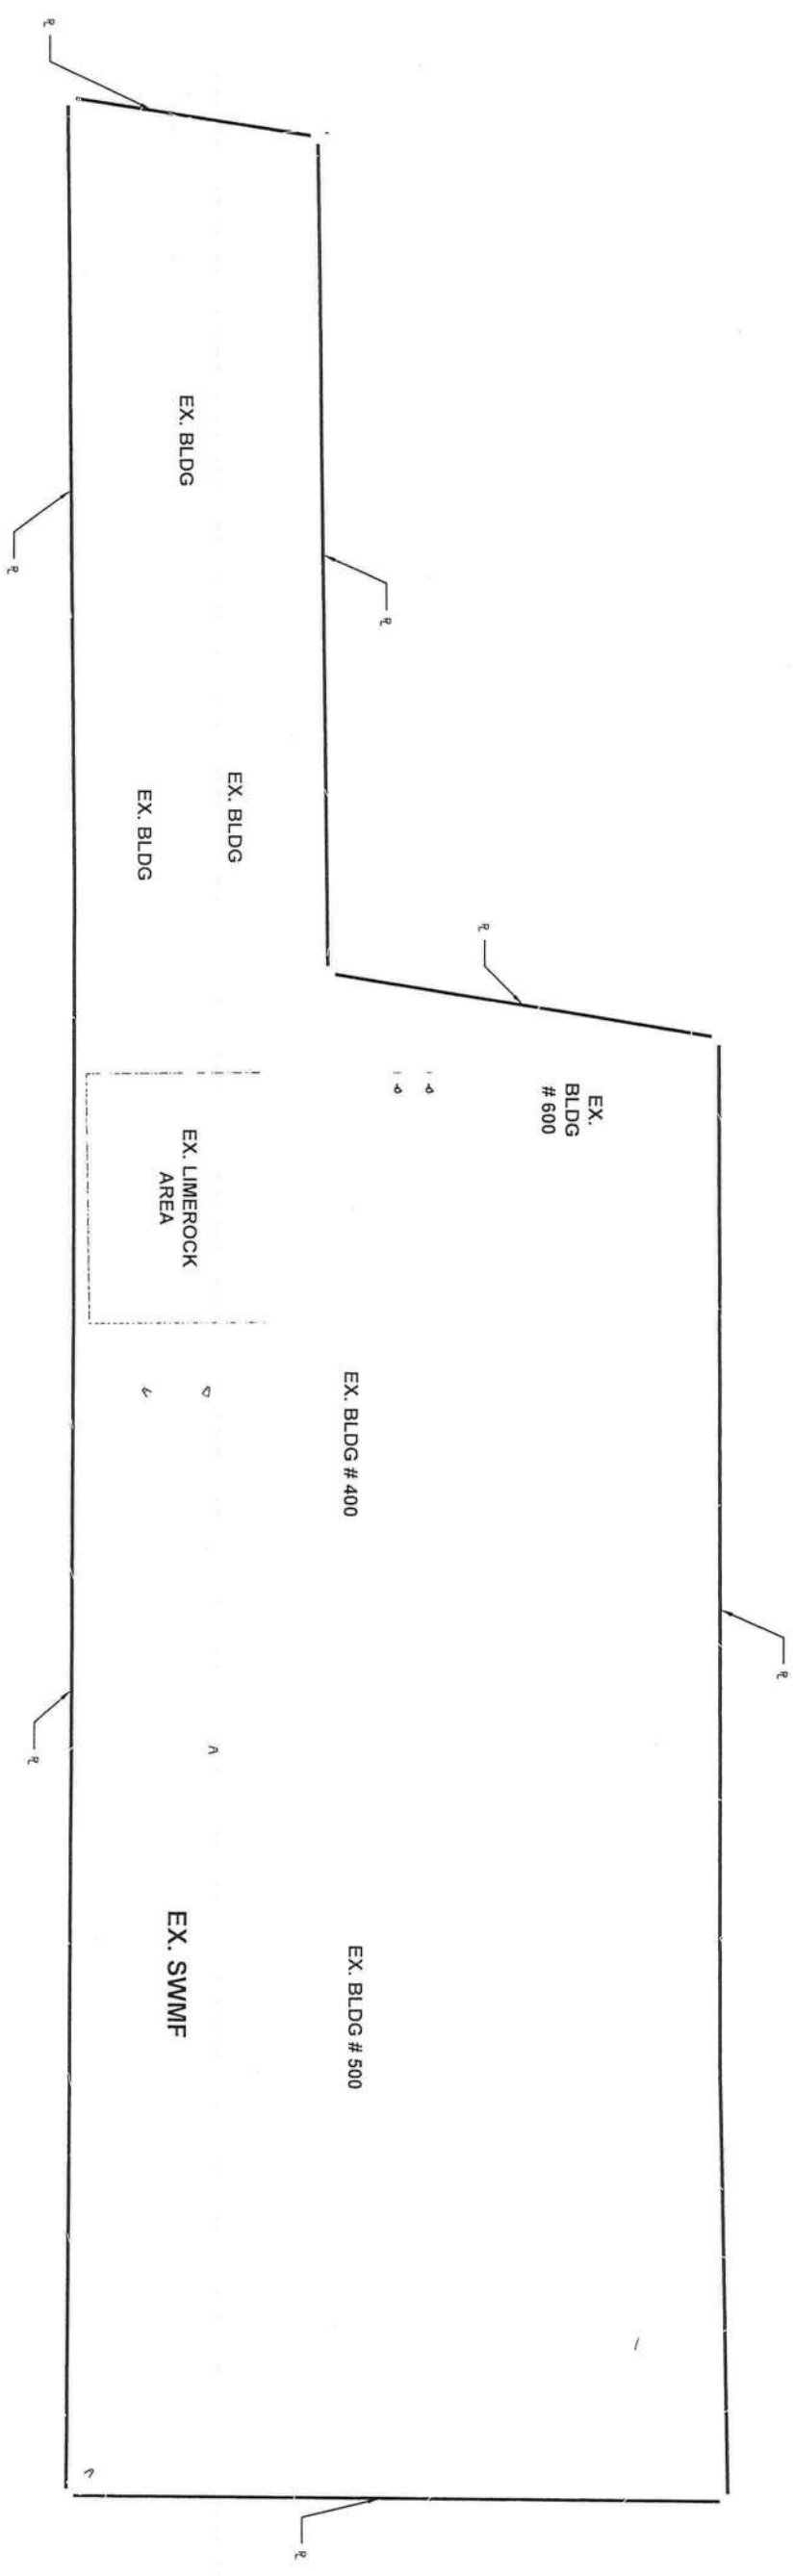 ℄
EX. BLDG
℄
℄
EX. BLDG
EX. BLDG
℄
EX.
BLDG
# 600
EX. LIMEROCK
AREA
EX. BLDG # 400
℄
℄
EX. SWMF
EX. BLDG # 500
℄